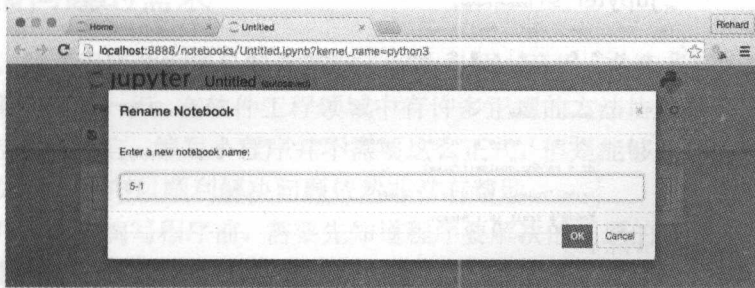 Home
Untitled
Richard
localhost:8888/notebooks/Untitled.ipynb?kernel_name=python3
jupyter Untitled (autosaved)
Rename Notebook
Enter a new notebook name:
5-1
OK Cancel